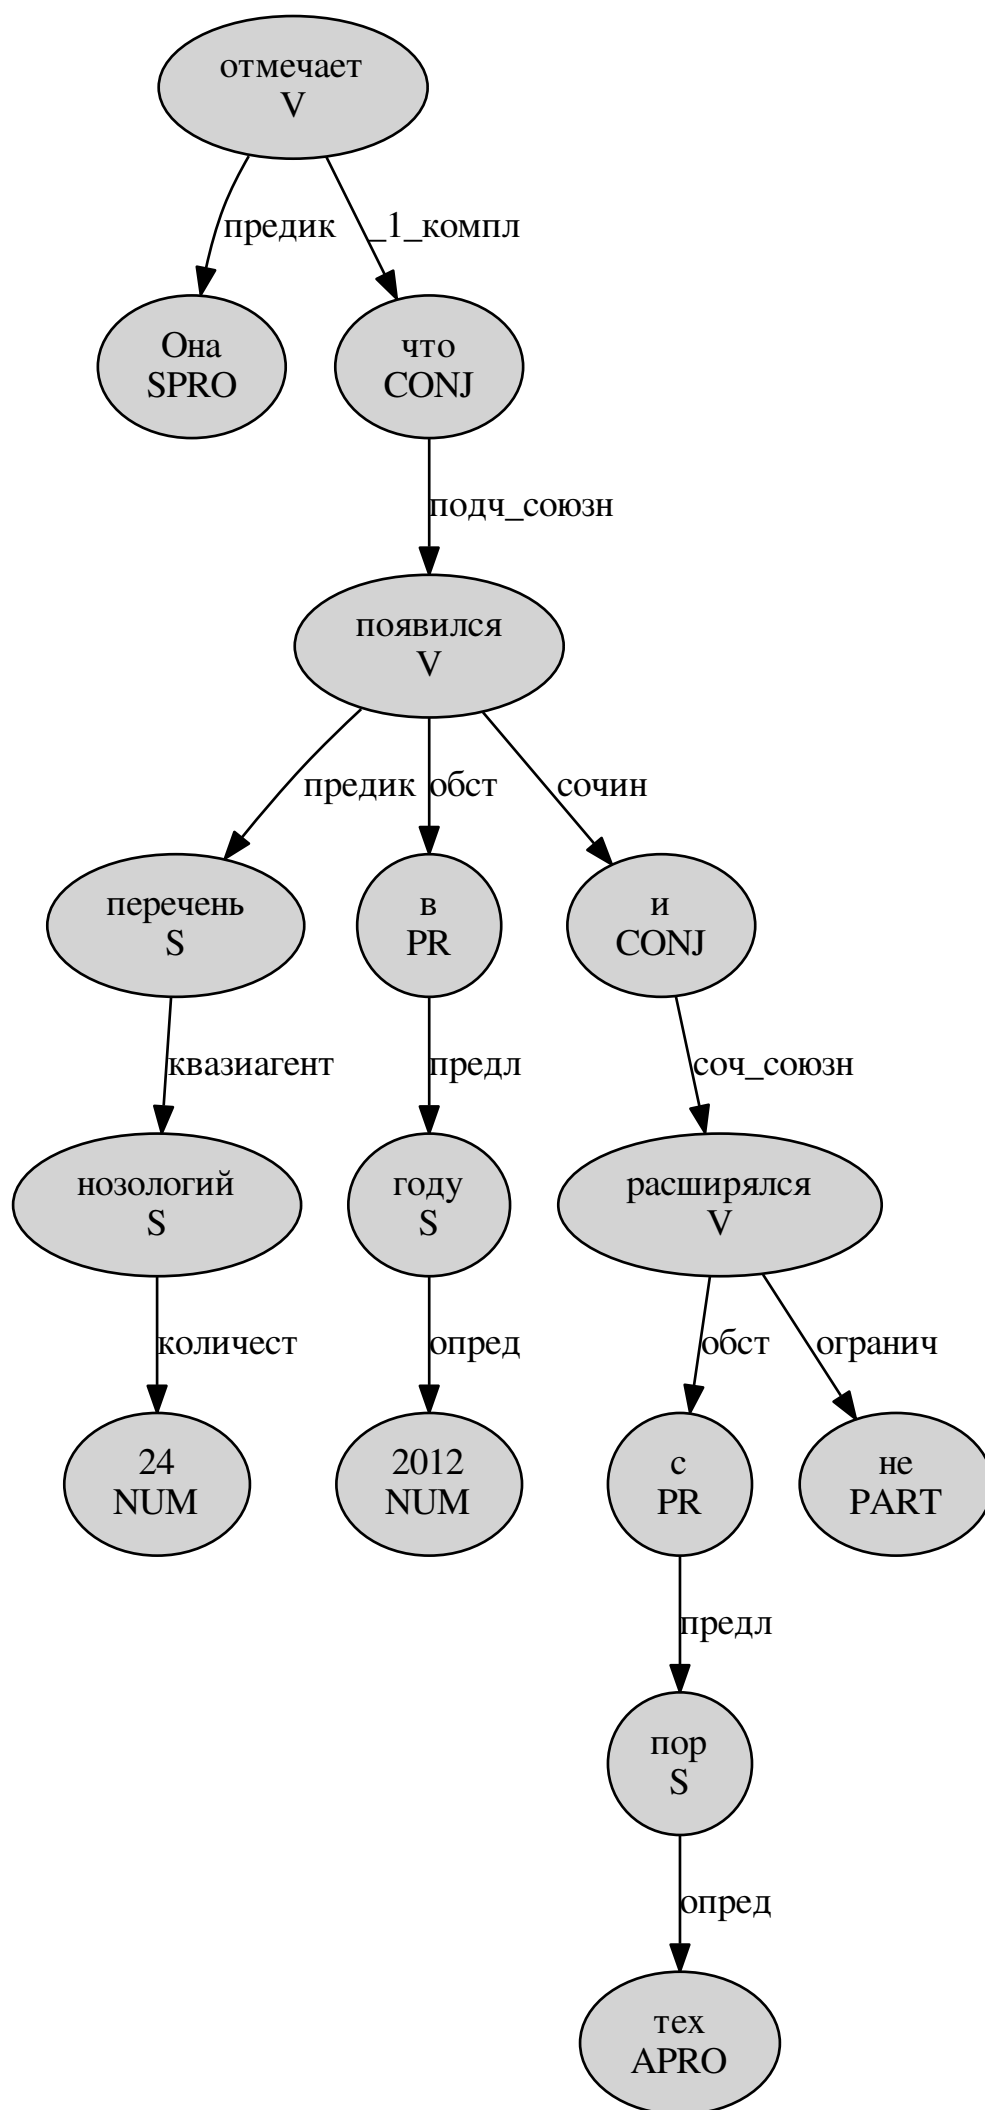 отмечает
V
предик
_1_компл
Она
SPRO
что
CONJ
подч_союзн
появился
V
предик
обст
сочин
перечень
S
в
PR
и
CONJ
квазиагент
предл
соч_союзн
нозологий
S
году
S
расширялся
V
количест
опред
обст
огранич
24
NUM
2012
NUM
с
PR
не
PART
предл
пор
S
опред
тех
APRO